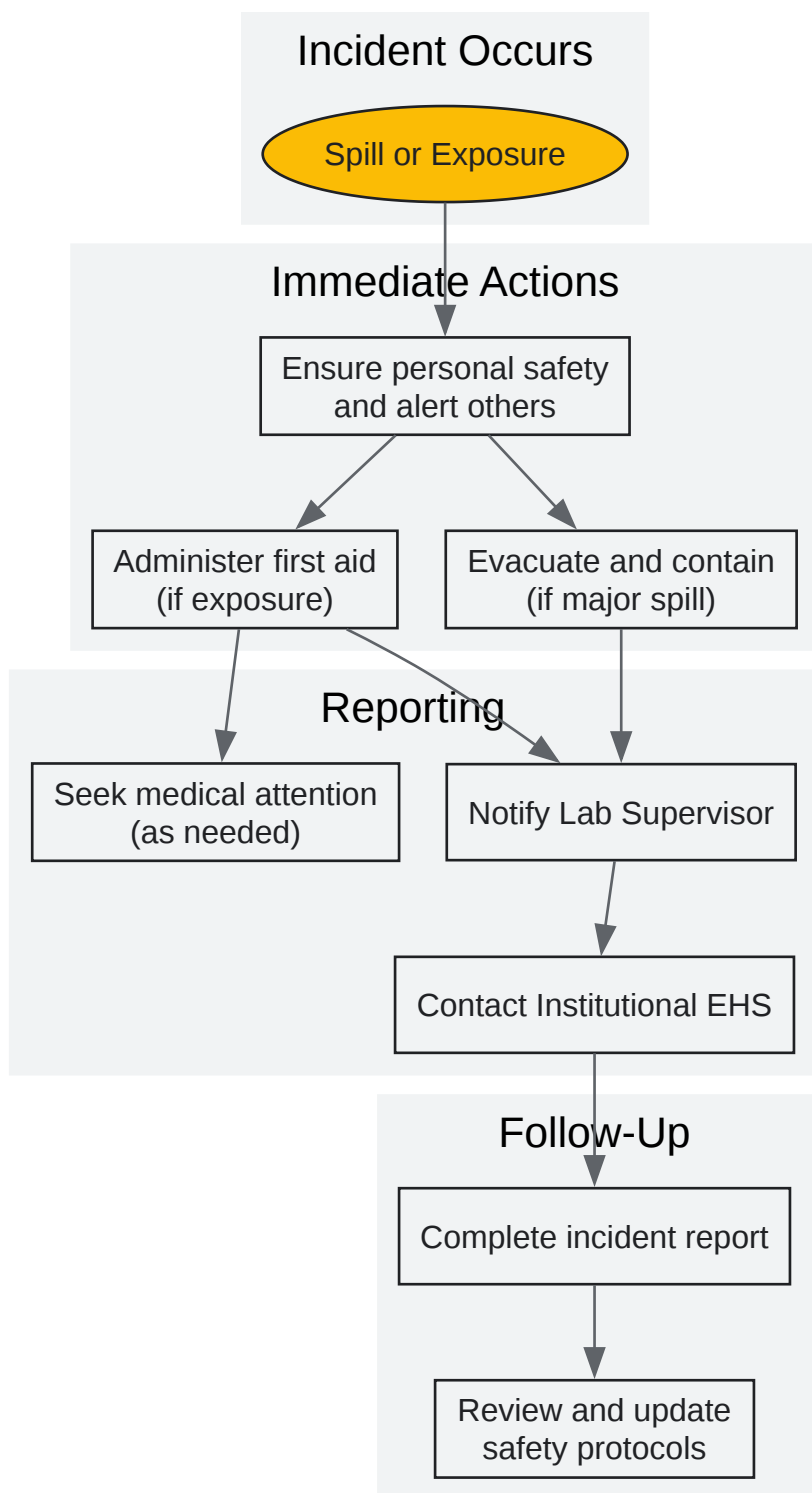 Incident Occurs
Spill or Exposure
Immediate Actions
Ensure personal safety
and alert others
Administer first aid
(if exposure)
Evacuate and contain
(if major spill)
Reporting
Seek medical attention
(as needed)
Notify Lab Supervisor
Contact Institutional EHS
Follow-Up
Complete incident report
Review and update
safety protocols